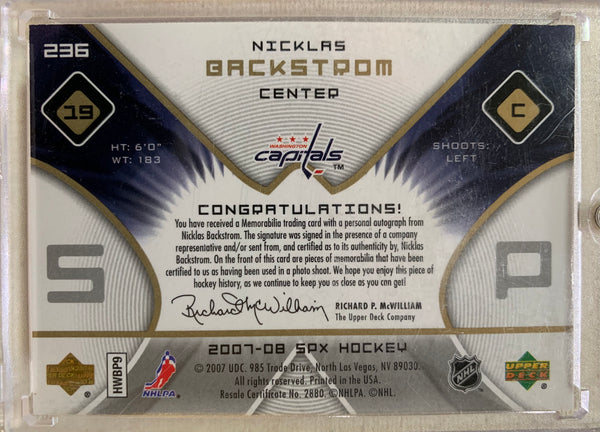 236
NICKLAS
BACKSTROM
CENTER
19
C
HT: 6'0"
WT: 183
SHOOTS:
LEFT
WASHINGTON
capitals
TM
CONGRATULATIONS!
You have received a Memorabilia trading card with a personal autograph from
Nicklas Backstrom. The signature was signed in the presence of a company
representative and/or sent from, and certified as to its authenticity by, Nicklas
Backstrom. On the front of this card are pieces of memorabilia that have been
certified to us as having been used in a photo shoot. We hope you enjoy this piece of
hockey history, as we continue to keep you as close as you can get!
S
P
Richard McWilliam
RICHARD P. McWILLIAM
The Upper Deck Company
2007-08 SPX HOCKEY
© 2007 UDC. 985 Trade Drive, North Las Vegas, NV 89030.
All rights reserved. Printed in the USA.
Resale Certificate No. 2880. ©NHLPA. ©NHL.
UPPER DECK
HWBP9
NHLPA
®
NHL
®
UPPER
DECK
®